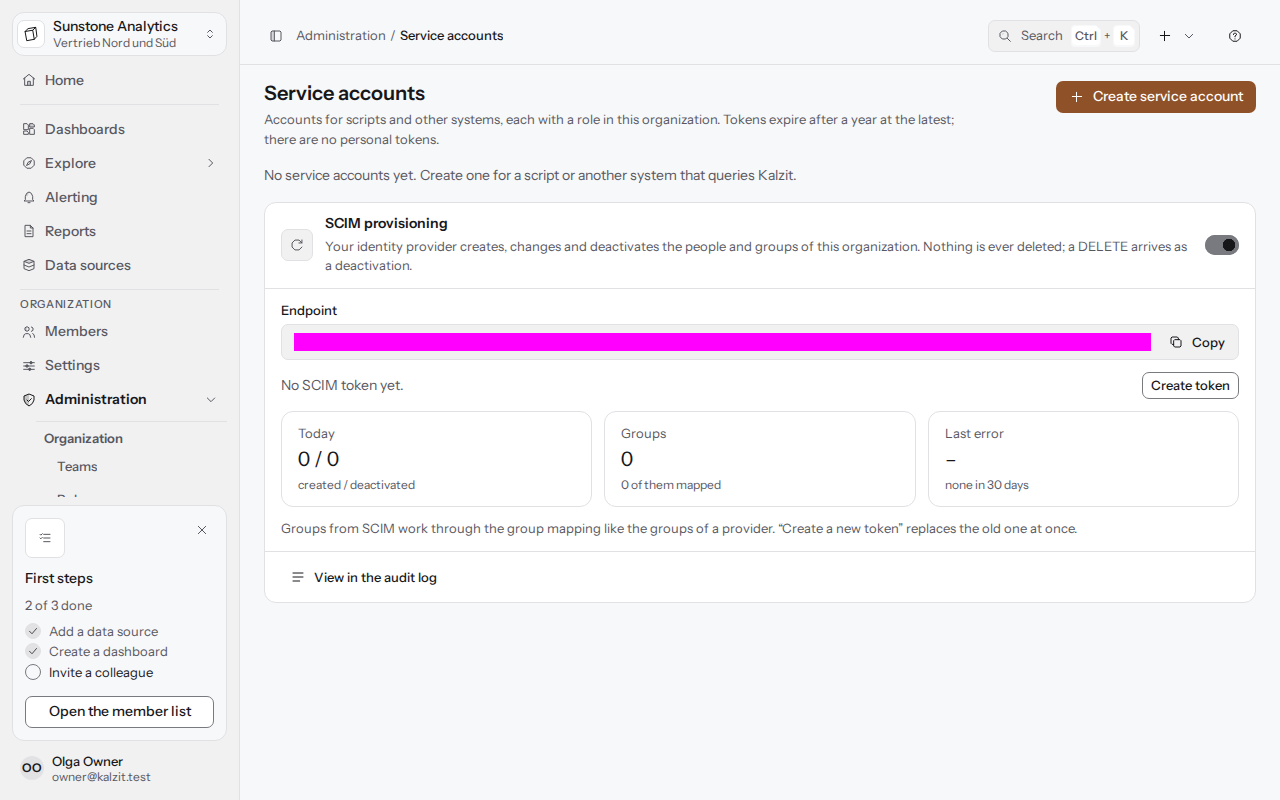 Sunstone Analytics
Vertrieb Nord und Süd
Home
Dashboards
Explore
Alerting
Reports
Data sources
ORGANIZATION
Members
Settings
Administration
Organization
Teams
First steps
2 of 3 done
Add a data source
Create a dashboard
Invite a colleague
Open the member list
OO
Olga Owner
owner@kalzit.test
Administration / Service accounts
Search Ctrl + K
Service accounts
Create service account
Accounts for scripts and other systems, each with a role in this organization. Tokens expire after a year at the latest;
there are no personal tokens.
No service accounts yet. Create one for a script or another system that queries Kalzit.
SCIM provisioning
Your identity provider creates, changes and deactivates the people and groups of this organization. Nothing is ever deleted; a DELETE arrives as
a deactivation.
Endpoint
Copy
No SCIM token yet.
Create token
Today
0 / 0
created / deactivated
Groups
0
0 of them mapped
Last error
–
none in 30 days
Groups from SCIM work through the group mapping like the groups of a provider. “Create a new token” replaces the old one at once.
View in the audit log